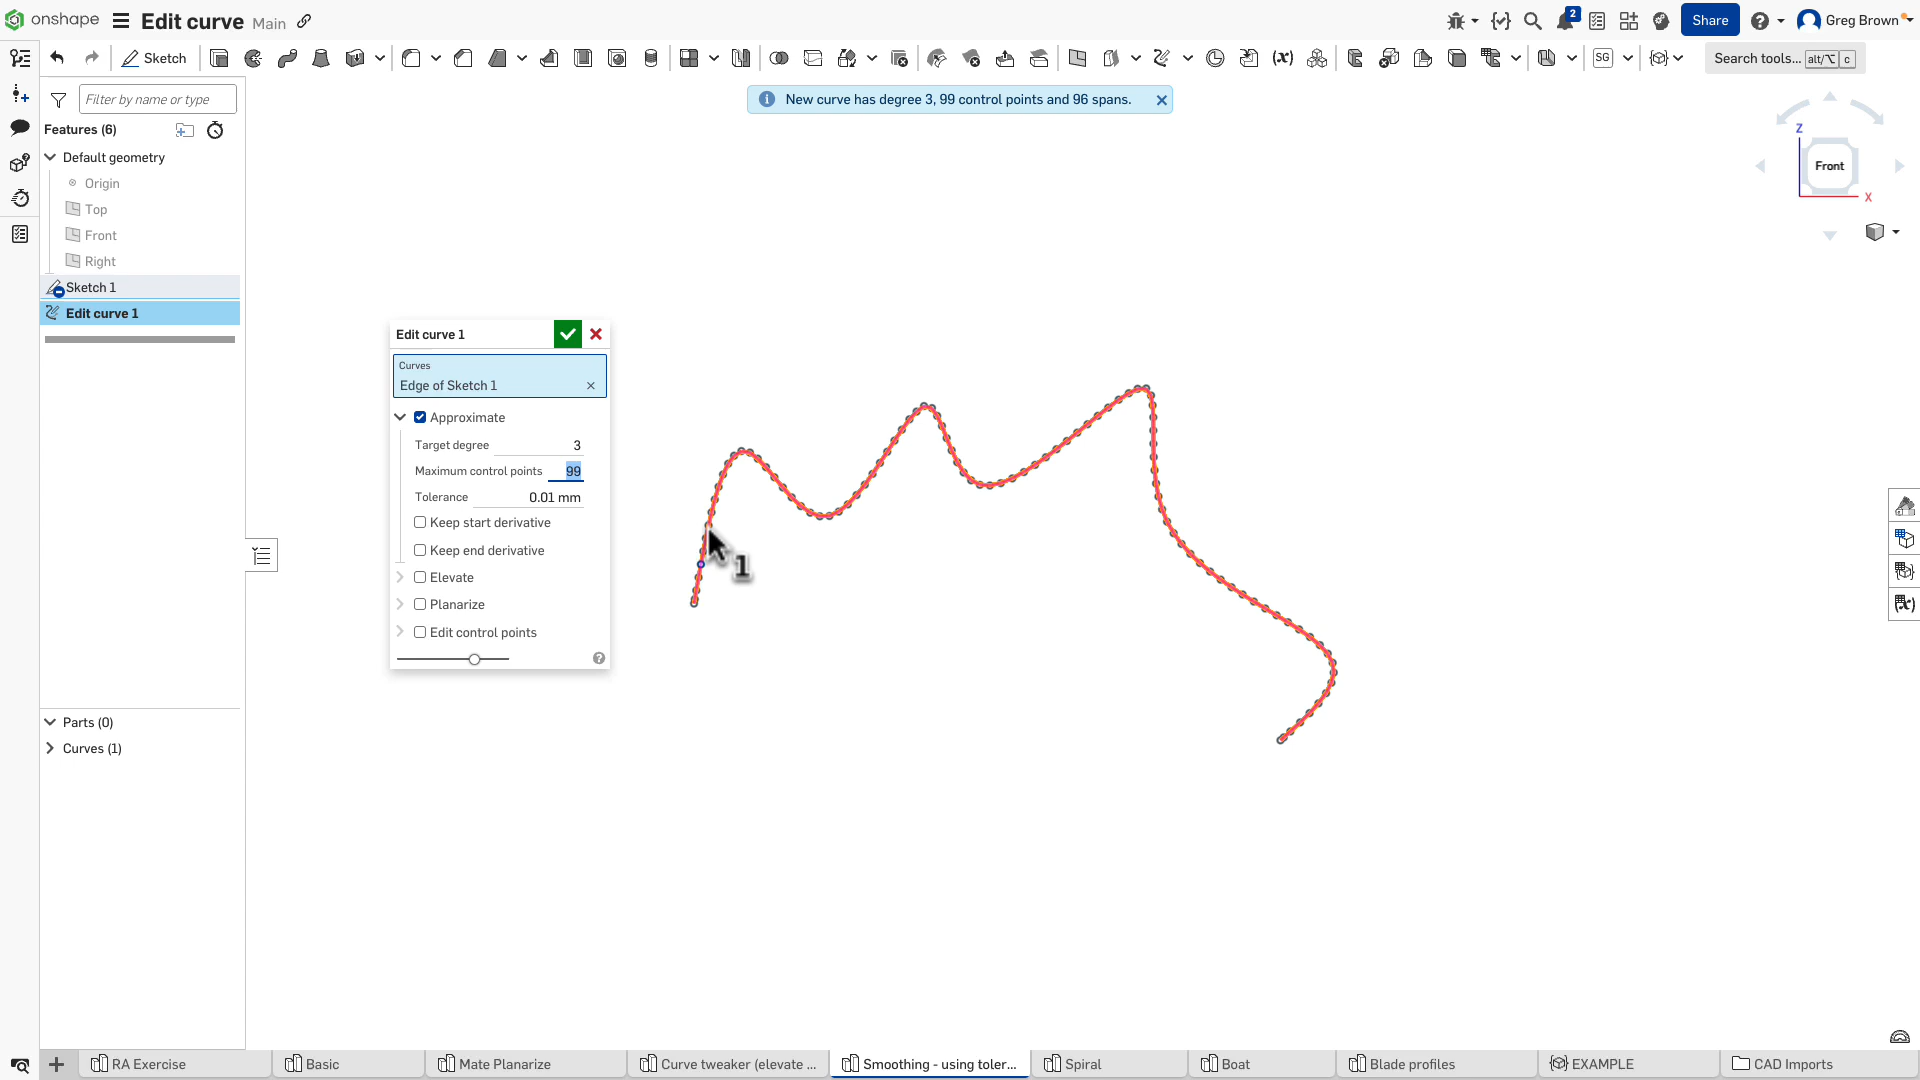 onshape
Edit curve Main
2
Share
Greg Brown
Sketch
SG
Search tools... alt/⌥ c
Filter by name or type
Features (6)
Default geometry
Origin
Top
Front
Right
Sketch 1
Edit curve 1
Parts (0)
Curves (1)
New curve has degree 3, 99 control points and 96 spans.
Z
Front
X
Edit curve 1
Curves
Edge of Sketch 1
Approximate
Target degree 3
Maximum control points 99
Tolerance 0.01 mm
Keep start derivative
Keep end derivative
Elevate
Planarize
Edit control points
1
RA Exercise
Basic
Mate Planarize
Curve tweaker (elevate ...
Smoothing - using toler...
Spiral
Boat
Blade profiles
EXAMPLE
CAD Imports